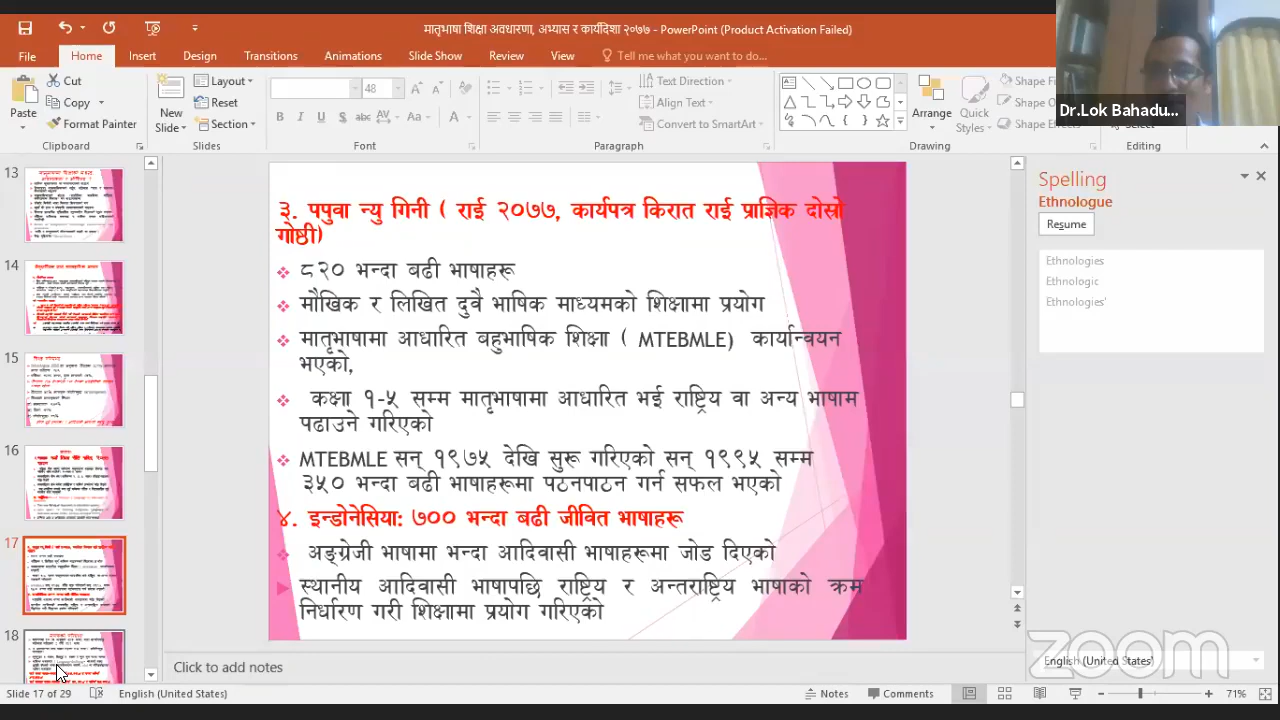 मातृभाषा शिक्षा अवधारणा, अभ्यास र कार्यदिशा २०७७ - PowerPoint (Product Activation Failed)
File Home Insert Design Transitions Animations Slide Show Review View Tell me what you want to do...
Dr.Lok Bahadu...
Paste Cut Copy Format Painter
New Slide Layout Reset Section
48
Text Direction Align Text Convert to SmartArt
Arrange Quick Styles Shape Fi Shape O Shape Effects Select
Clipboard Slides Font Paragraph Drawing Editing
13
14
15
16
17
18
३. पपुवा न्यु गिनी ( राई, २०७७, कार्यपत्र किरात राई प्राज्ञिक दोस्रो
गोष्ठी)
❖ ८२० भन्दा बढी भाषाहरू
❖ मौखिक र लिखित दुबै भाषिक माध्यमको शिक्षामा प्रयोग
❖ मातृभाषामा आधारित बहुभाषिक शिक्षा ( MTEBMLE) कार्यान्वयन
भएको,
❖ कक्षा १-५ सम्म मातृभाषामा आधारित भई राष्ट्रिय वा अन्य भाषाम
पढाउने गरिएको
❖ MTEBMLE सन् १९७५ देखि सुरू गरिएको सन् १९९५ सम्म
३५० भन्दा बढी भाषाहरूमा पठनपाठन गर्न सफल भएको
४. इन्डोनेसिया: ७०० भन्दा बढी जीवित भाषाहरू
❖ अङ्ग्रेजी भाषामा भन्दा आदिवासी भाषाहरूमा जोड दिएको
स्थानीय आदिवासी भाषापछि राष्ट्रिय र अन्तराष्ट्रिय भाषाको क्रम
निर्धारण गरी शिक्षामा प्रयोग गरिएको
Spelling
Ethnologue
Resume
Ethnologies
Ethnologic
Ethnologies'
English (United States)
zoom
Click to add notes
Slide 17 of 29 English (United States) Notes Comments 71%